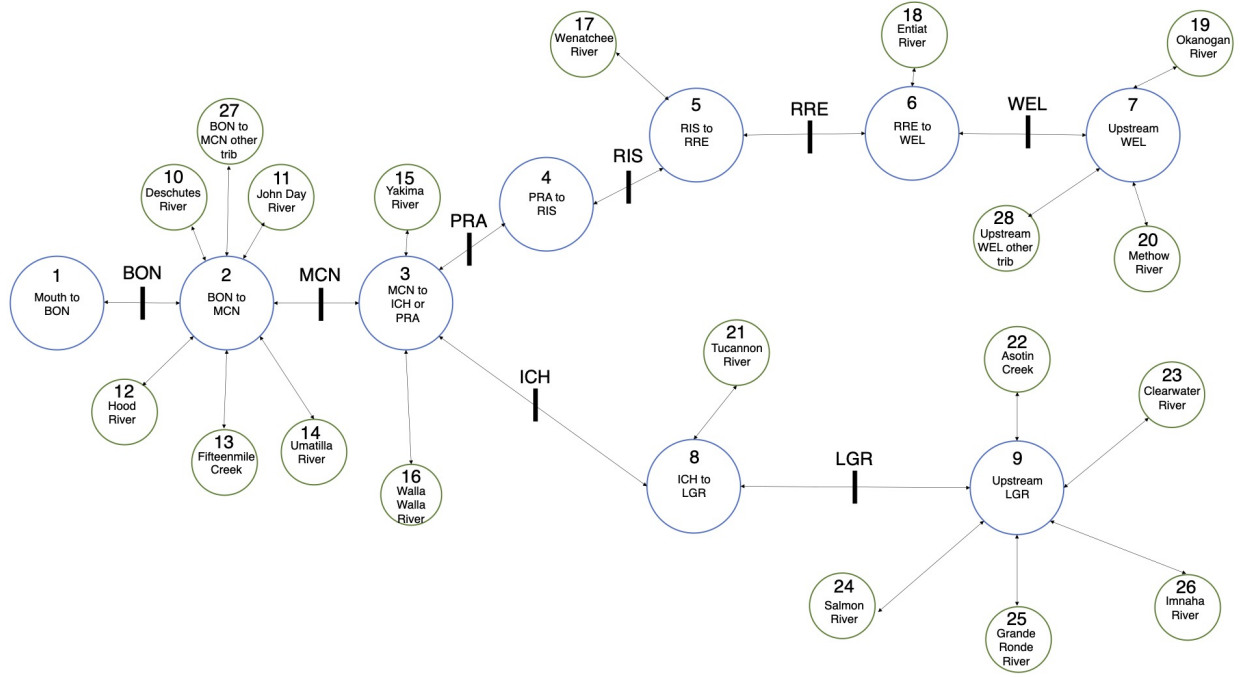 17
Wenatchee
River
18
Entiat
River
19
Okanogan
River
5
RIS to
RRE
RRE
6
RRE to
WEL
WEL
7
Upstream
WEL
27
BON to
MCN other
trib
10
Deschutes
River
11
John Day
River
15
Yakima
River
4
PRA to
RIS
RIS
PRA
28
Upstream
WEL other
trib
20
Methow
River
1
Mouth to
BON
BON
2
BON to
MCN
MCN
3
MCN to
ICH or
PRA
12
Hood
River
13
Fifteenmile
Creek
14
Umatilla
River
16
Walla
Walla
River
ICH
21
Tucannon
River
22
Asotin
Creek
23
Clearwater
River
8
ICH to
LGR
LGR
9
Upstream
LGR
24
Salmon
River
25
Grande
Ronde
River
26
Imnaha
River